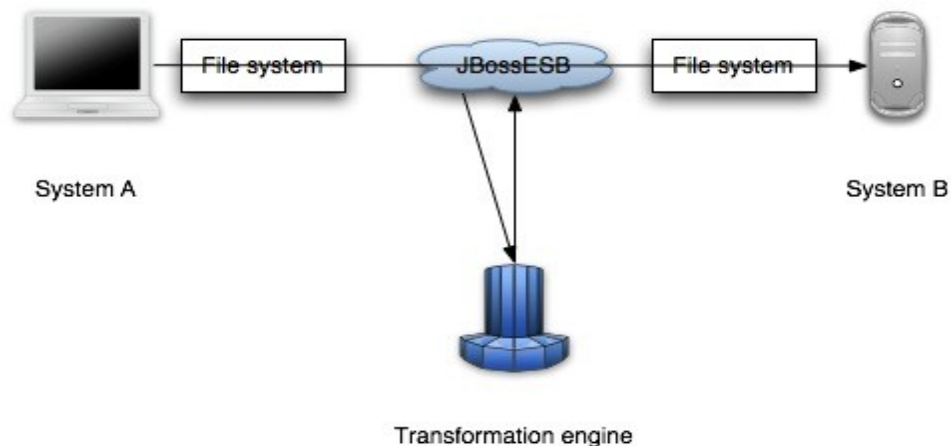 File system
JBossESB
File system
System A
System B
Transformation engine